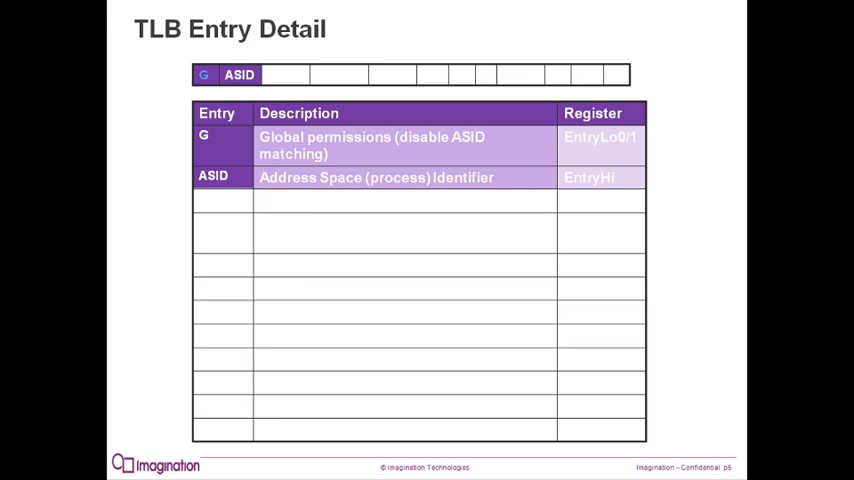 TLB Entry Detail
G ASID
Entry Description Register
G Global permissions (disable ASID matching) EntryLo0/1
ASID Address Space (process) Identifier EntryHi
Imagination
© Imagination Technologies
Imagination – Confidential p5